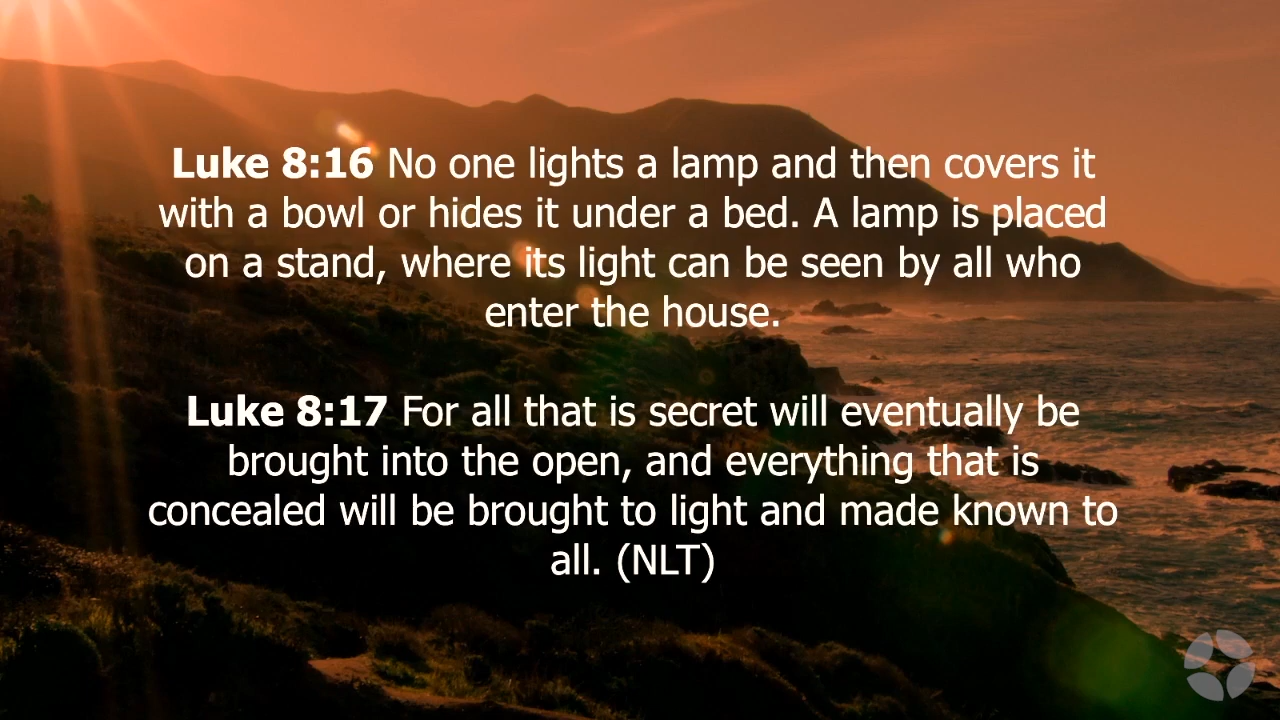 Luke 8:16 No one lights a lamp and then covers it
with a bowl or hides it under a bed. A lamp is placed
on a stand, where its light can be seen by all who
enter the house.
Luke 8:17 For all that is secret will eventually be
brought into the open, and everything that is
concealed will be brought to light and made known to
all. (NLT)